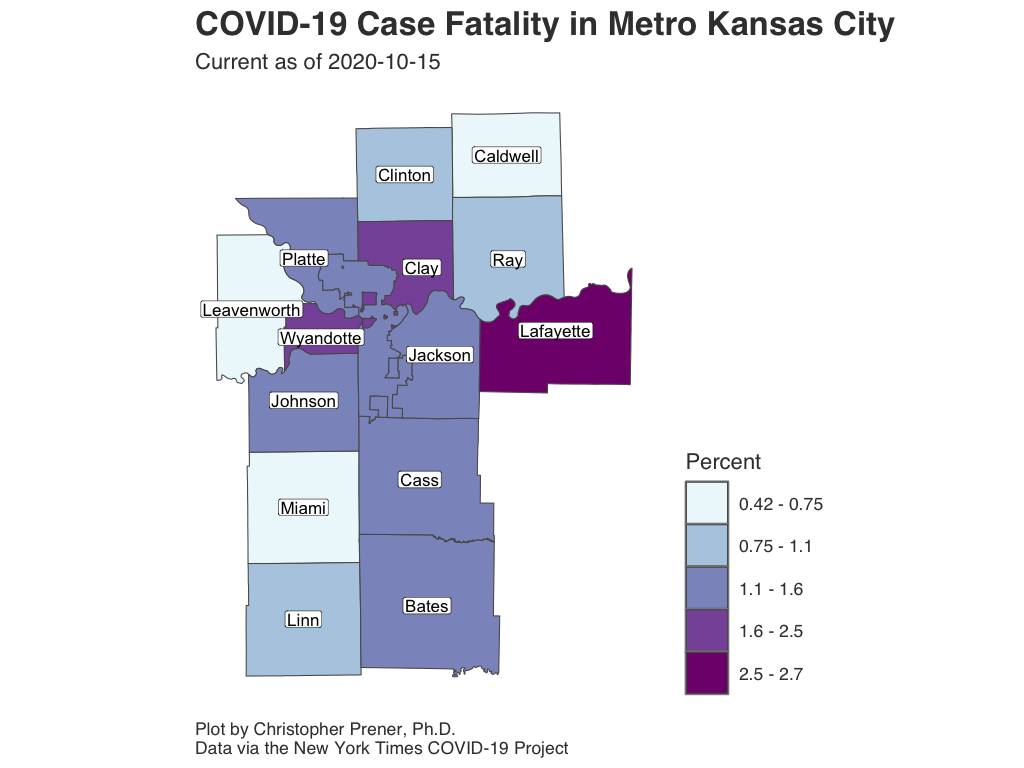 COVID-19 Case Fatality in Metro Kansas City
Current as of 2020-10-15
Caldwell
Clinton
Platte
Clay
Ray
Leavenworth
Wyandotte
Lafayette
Jackson
Johnson
Cass
Miami
Bates
Linn
Percent
0.42 - 0.75
0.75 - 1.1
1.1 - 1.6
1.6 - 2.5
2.5 - 2.7
Plot by Christopher Prener, Ph.D.
Data via the New York Times COVID-19 Project